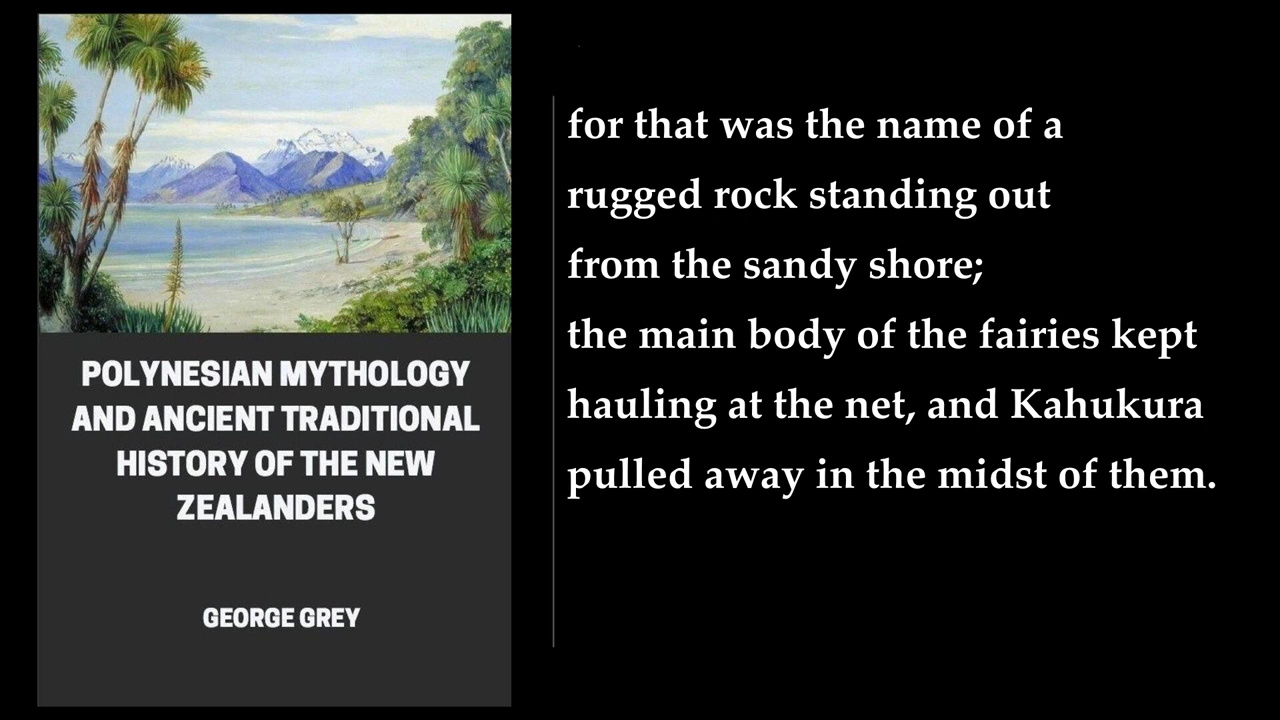 POLYNESIAN MYTHOLOGY
AND ANCIENT TRADITIONAL
HISTORY OF THE NEW
ZEALANDERS
GEORGE GREY
for that was the name of a
rugged rock standing out
from the sandy shore;
the main body of the fairies kept
hauling at the net, and Kahukura
pulled away in the midst of them.